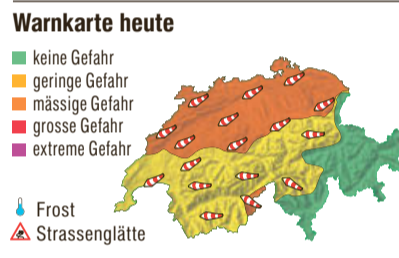 Warnkarte heute
keine Gefahr
geringe Gefahr
mässige Gefahr
grosse Gefahr
extreme Gefahr
Frost
Strassenglätte